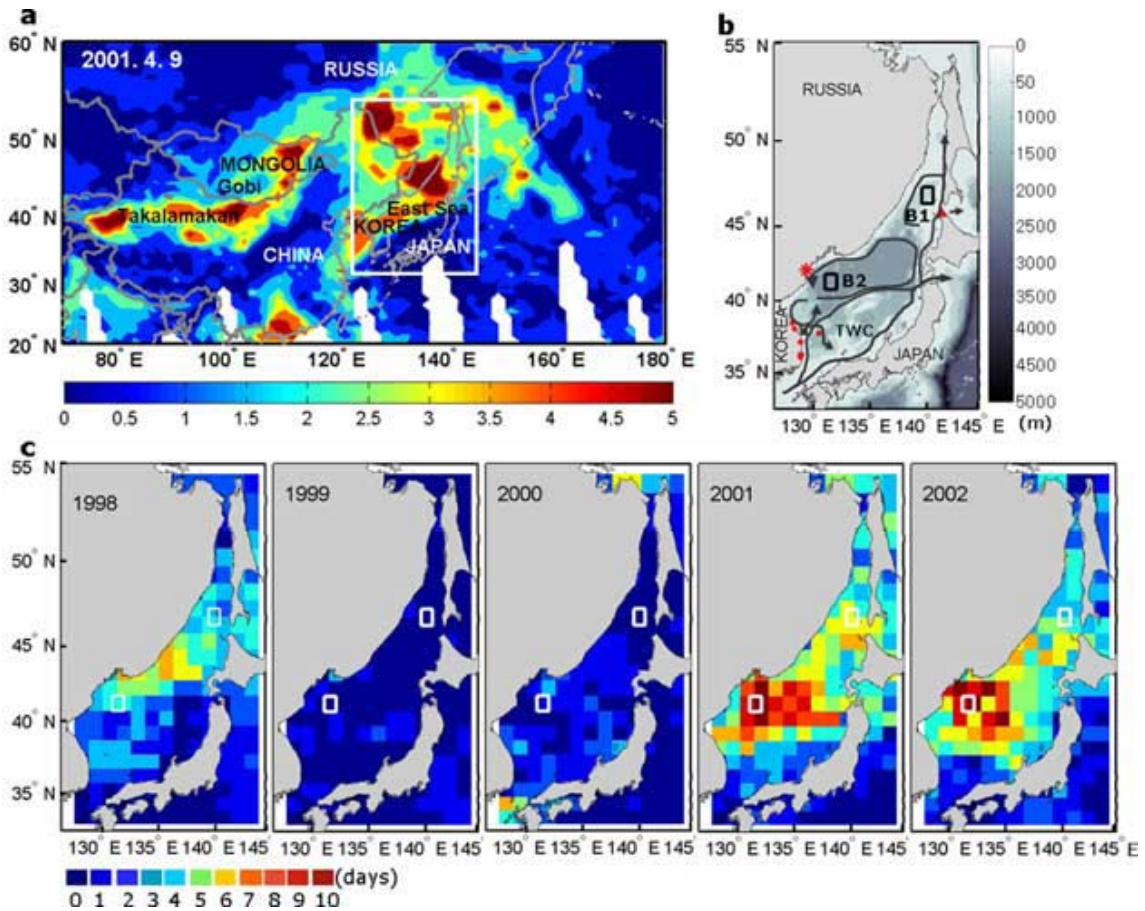 a
60° N
50° N
40° N
30° N
20° N
2001. 4. 9
RUSSIA
MONGOLIA
Gobi
Takalamakan
East Sea
KOREA
CHINA
JAPAN
80° E 100° E 120° E 140° E 160° E 180° E
0 0.5 1 1.5 2 2.5 3 3.5 4 4.5 5
b
55° N
50° N
45° N
40° N
35° N
RUSSIA
B1
B2
KOREA
TWC
JAPAN
130° E 135° E 140° E 145° E
0
50
500
1000
1500
2000
2500
3000
3500
4000
4500
5000
(m)
c
55° N
50° N
45° N
40° N
35° N
1998
1999
2000
2001
2002
130° E 135° E 140° E 145° E
130° E 135° E 140° E 145° E
130° E 135° E 140° E 145° E
130° E 135° E 140° E 145° E
130° E 135° E 140° E 145° E
(days)
0 1 2 3 4 5 6 7 8 9 10